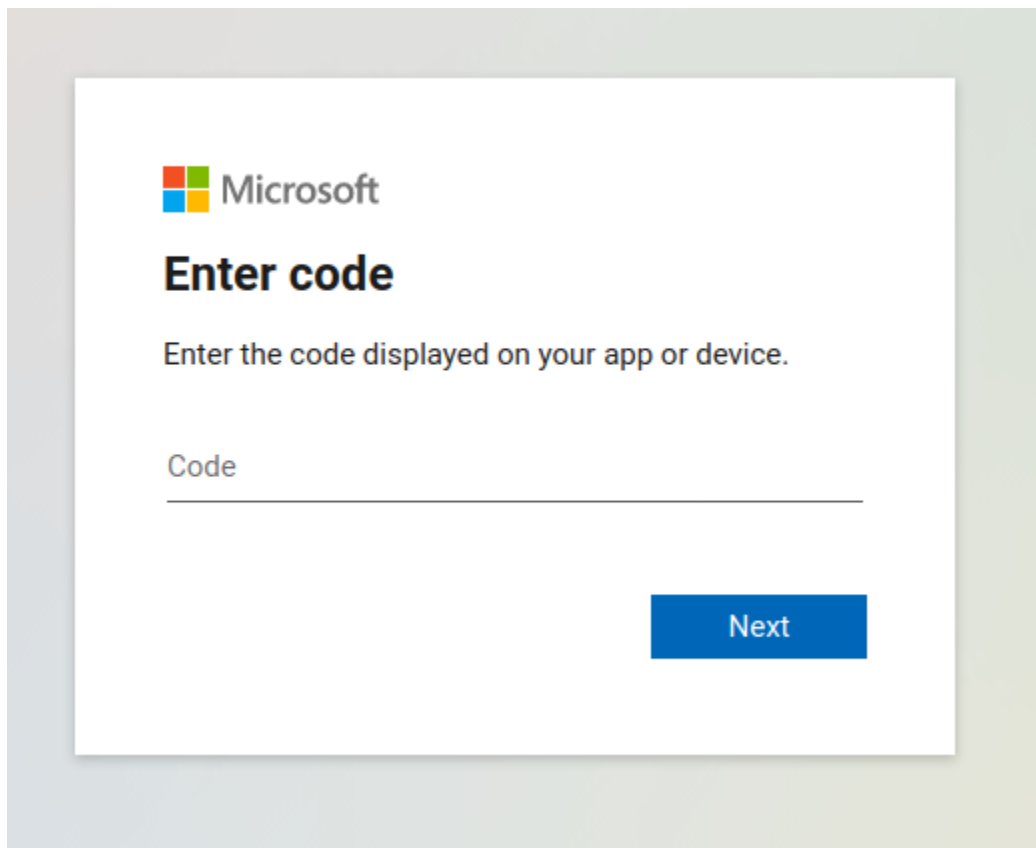 Microsoft
Enter code
Enter the code displayed on your app or device.
Code
Next